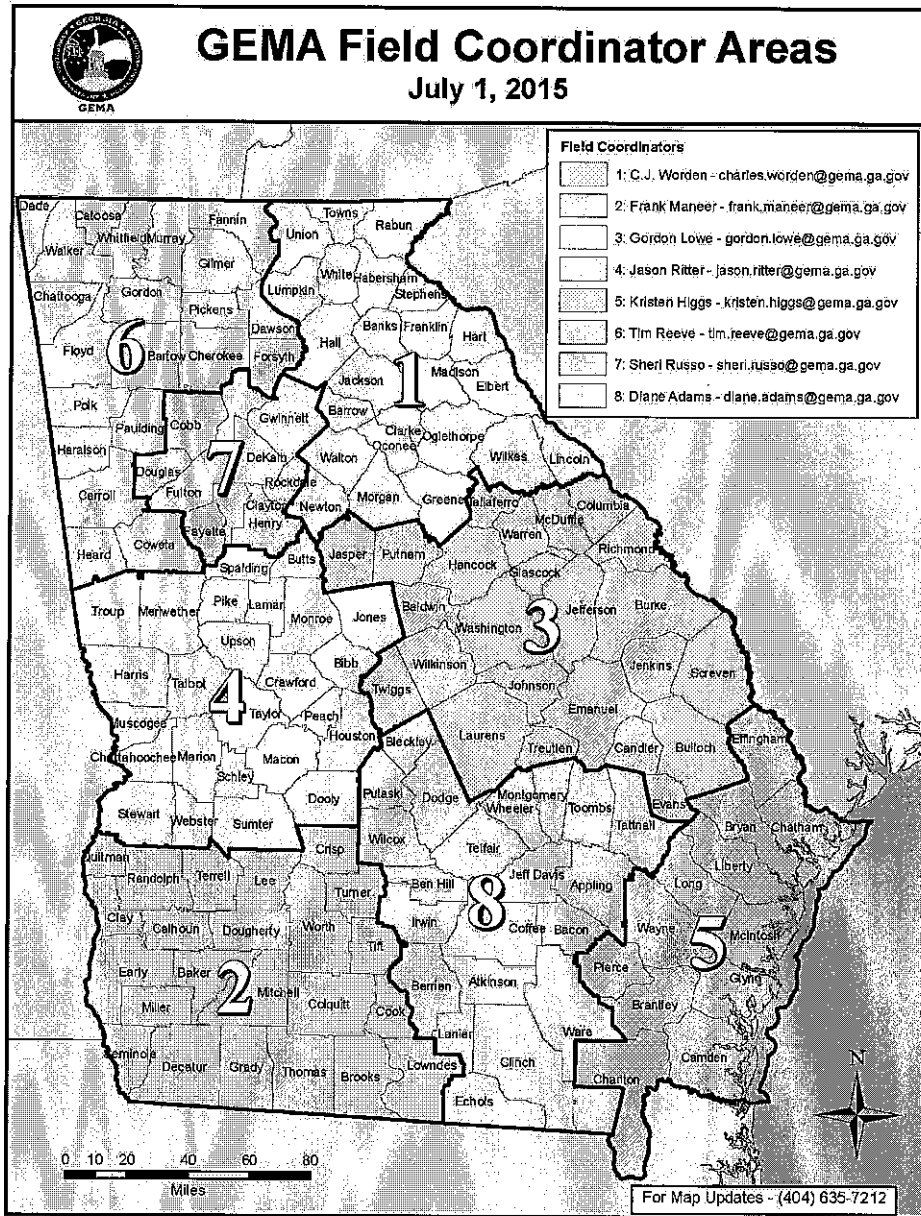 GEMA Field Coordinator Areas
July 1, 2015
GEMA
Field Coordinators
1: C.J. Worden - charles.worden@gema.ga.gov
2: Frank Maneer - frank.maneer@gema.ga.gov
3: Gordon Lowe - gordon.lowe@gema.ga.gov
4: Jason Ritter - jason.ritter@gema.ga.gov
5: Kristen Higgs - kristen.higgs@gema.ga.gov
6: Tim Reeve - tim.reeve@gema.ga.gov
7: Sheri Russo - sheri.russo@gema.ga.gov
8: Diane Adams - diane.adams@gema.ga.gov
Dade
Catoosa
Fannin
Towns
Rabun
Union
Whitfield
Murray
Walker
Gilmer
White
Habersham
Lumpkin
Stephens
Chattooga
Gordon
Pickens
Dawson
Banks
Franklin
Hart
Hall
Floyd
6
Bartow
Cherokee
Forsyth
Jackson
1
Madison
Elbert
Polk
Paulding
Cobb
Gwinnett
Barrow
Clarke
Oconee
Oglethorpe
Haralson
7
DeKalb
Walton
Wilkes
Lincoln
Douglas
Fulton
Rockdale
Carroll
Clayton
Newton
Morgan
Greene
Taliaferro
Columbia
Henry
McDuffie
Fayette
Warren
Heard
Coweta
Spalding
Butts
Jasper
Putnam
Hancock
Richmond
Glascock
Troup
Meriwether
Pike
Lamar
Monroe
Jones
Baldwin
Washington
3
Jefferson
Burke
Upson
Bibb
Wilkinson
Jenkins
Screven
Harris
Talbot
4
Crawford
Twiggs
Johnson
Taylor
Peach
Emanuel
Muscogee
Houston
Laurens
Bleckley
Treutlen
Candler
Bulloch
Effingham
Chattahoochee
Marion
Macon
Schley
Dooly
Pulaski
Dodge
Montgomery
Wheeler
Toombs
Evans
Stewart
Webster
Sumter
Wilcox
Tattnall
Bryan
Chatham
Quitman
Crisp
Telfair
Liberty
Randolph
Terrell
Lee
Turner
Ben Hill
Jeff Davis
Appling
Long
Clay
Calhoun
Dougherty
Worth
Irwin
8
Coffee
Bacon
Wayne
5
McIntosh
Tift
Early
Baker
2
Mitchell
Colquitt
Berrien
Atkinson
Pierce
Glynn
Miller
Cook
Brantley
Lanier
Ware
Seminole
Decatur
Grady
Thomas
Brooks
Lowndes
Clinch
Charlton
Camden
Echols
N
0 10 20 40 60 80
Miles
For Map Updates - (404) 635-7212